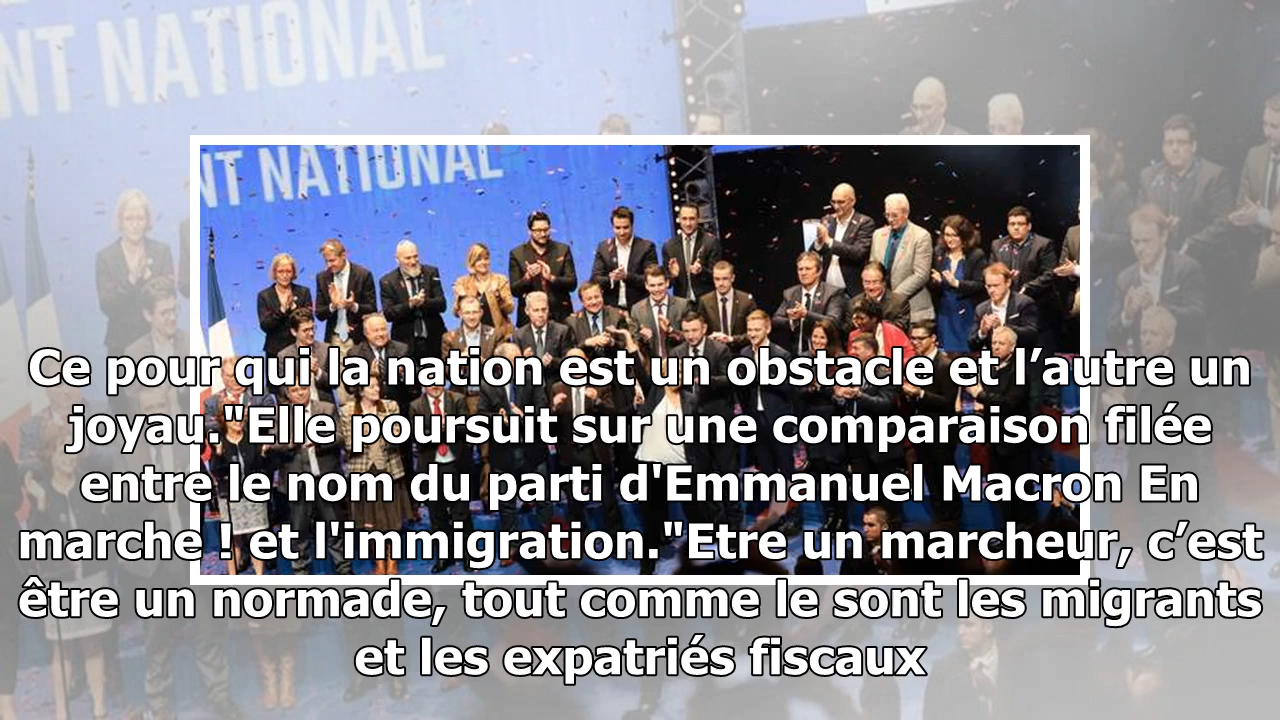 NT NATIONAL
NT NATIONAL
Ce pour qui la nation est un obstacle et l’autre un
joyau."Elle poursuit sur une comparaison filée
entre le nom du parti d'Emmanuel Macron En
marche ! et l'immigration."Etre un marcheur, c’est
être un normade, tout comme le sont les migrants
et les expatriés fiscaux